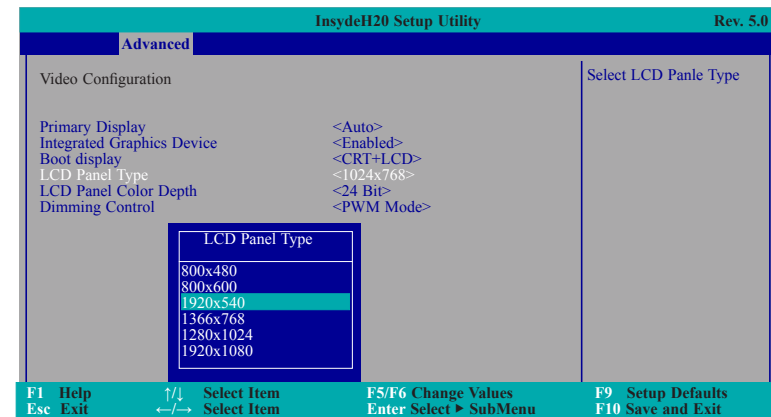 InsydeH20 Setup Utility Rev. 5.0
Advanced
Video Configuration
Select LCD Panle Type
Primary Display <Auto>
Integrated Graphics Device <Enabled>
Boot display <CRT+LCD>
LCD Panel Type <1024x768>
LCD Panel Color Depth <24 Bit>
Dimming Control <PWM Mode>
LCD Panel Type
800x480
800x600
1920x540
1366x768
1280x1024
1920x1080
F1 Help ↑/↓ Select Item F5/F6 Change Values F9 Setup Defaults
Esc Exit ←/→ Select Item Enter Select ► SubMenu F10 Save and Exit